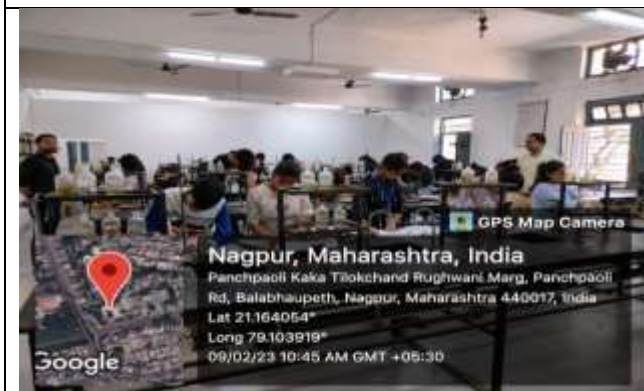 GPS Map Camera
Nagpur, Maharashtra, India
Panchpaoli Kaka Tilokchand Rughwani Marg, Panchpaoli
Rd, Balabhaupeth, Nagpur, Maharashtra 440017, India
Lat 21.164054°
Long 79.103919°
09/02/23 10:45 AM GMT +05:30
Google